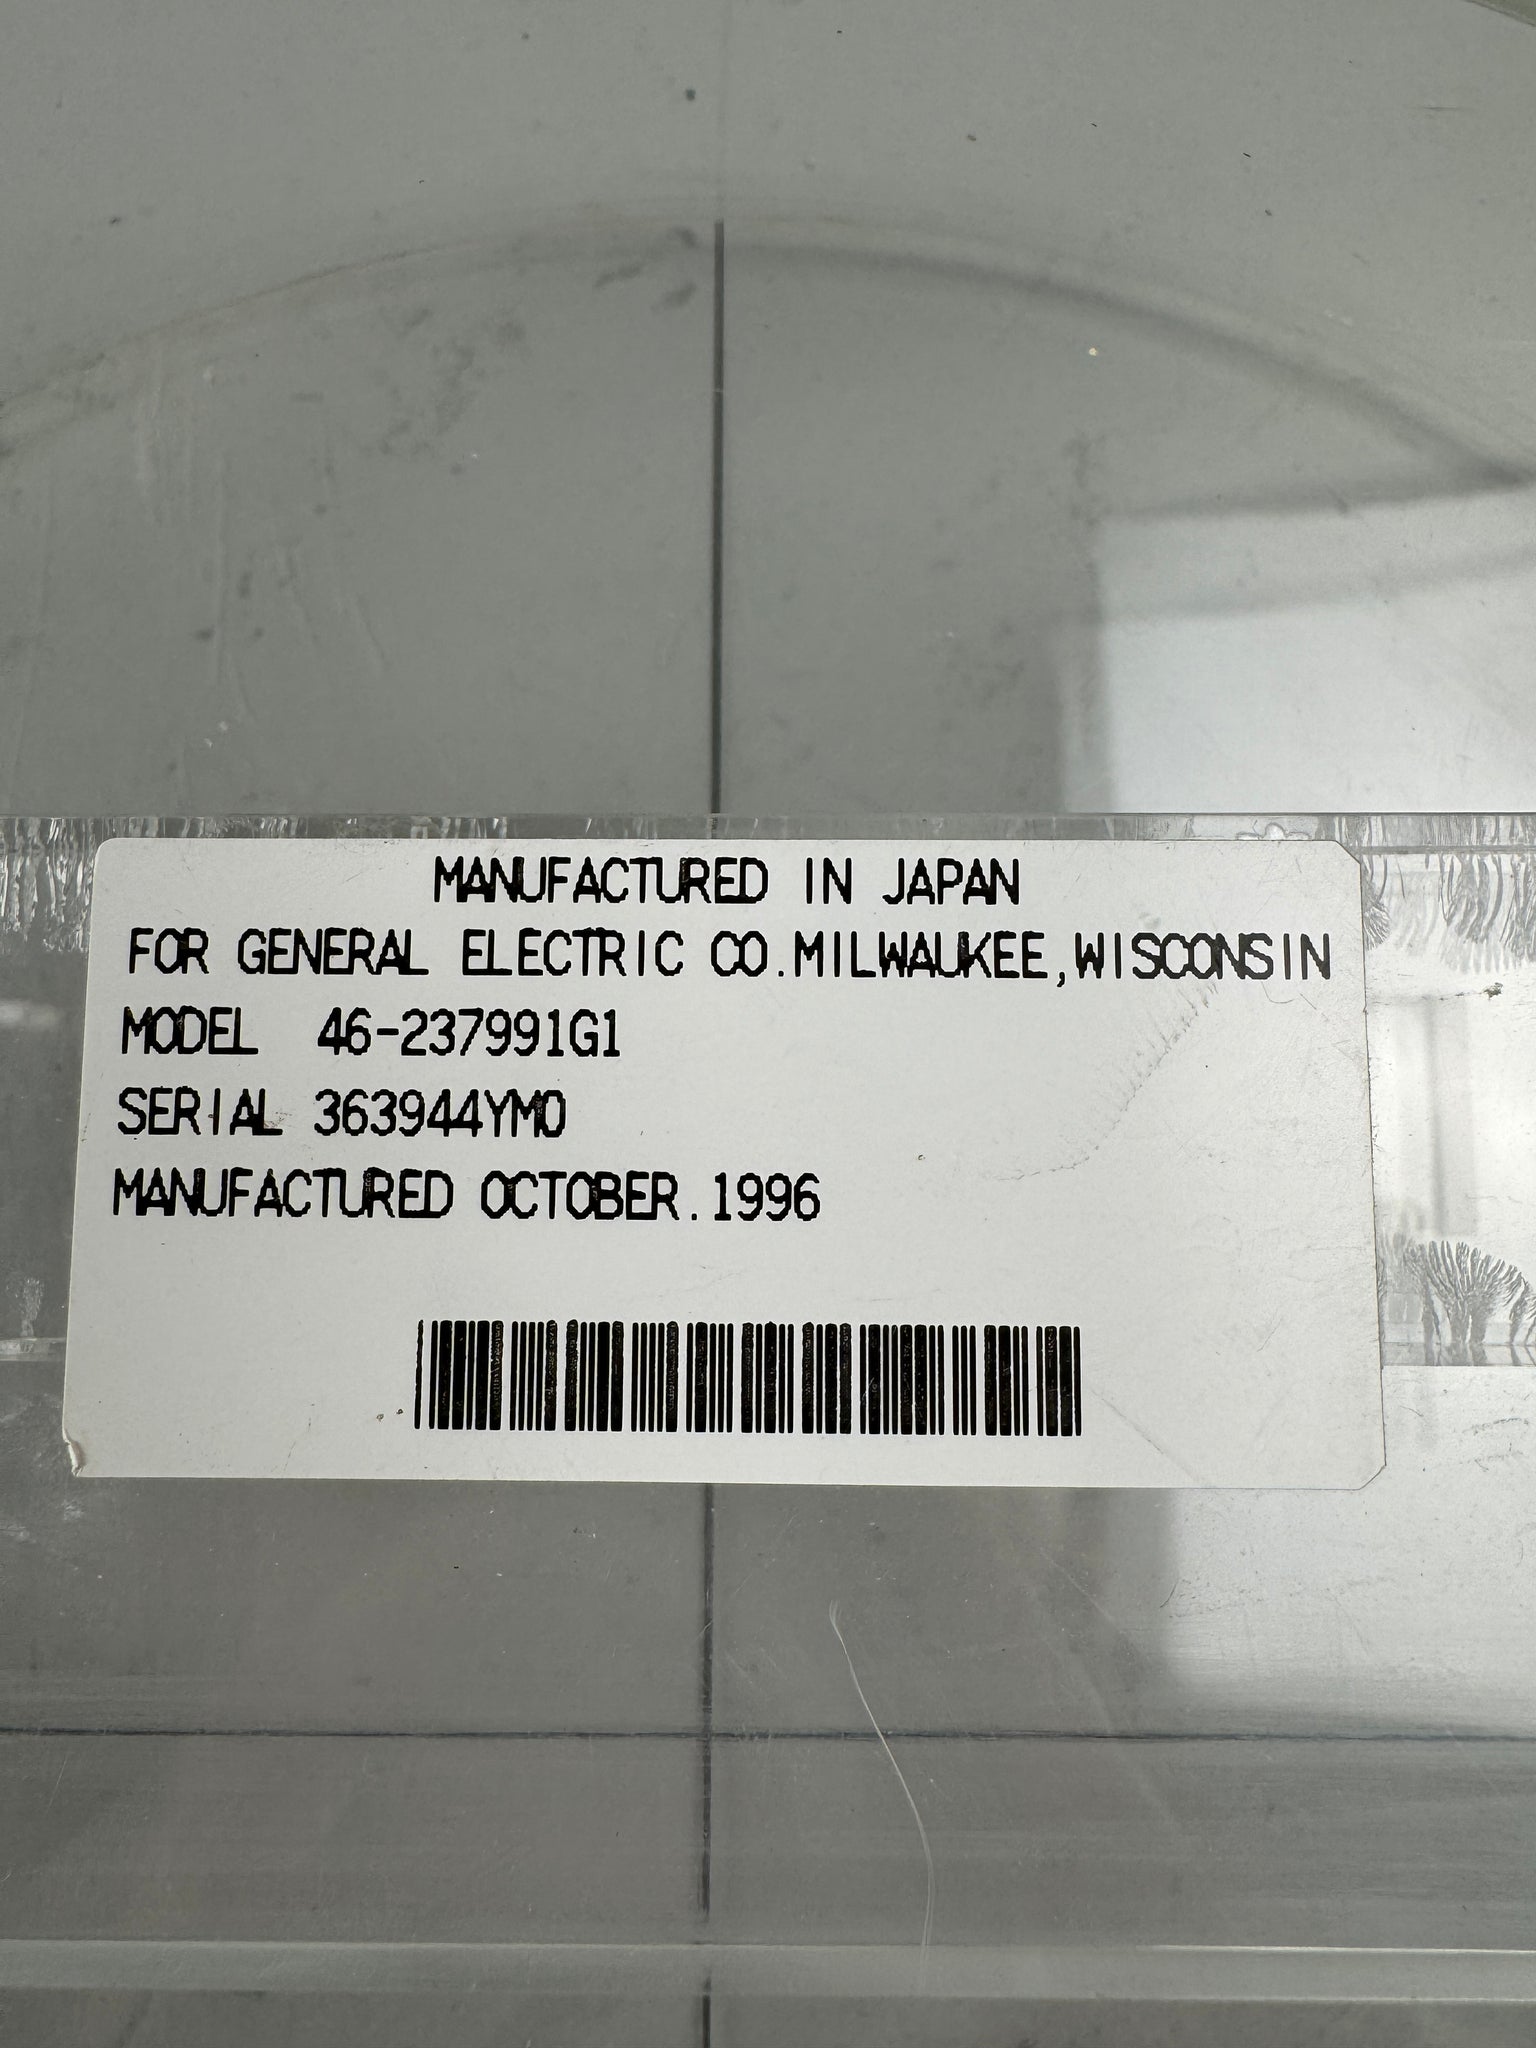 MANUFACTURED IN JAPAN
FOR GENERAL ELECTRIC CO.MILWAUKEE,WISCONSIN
MODEL 46-237991G1
SERIAL 363944YM0
MANUFACTURED OCTOBER.1996